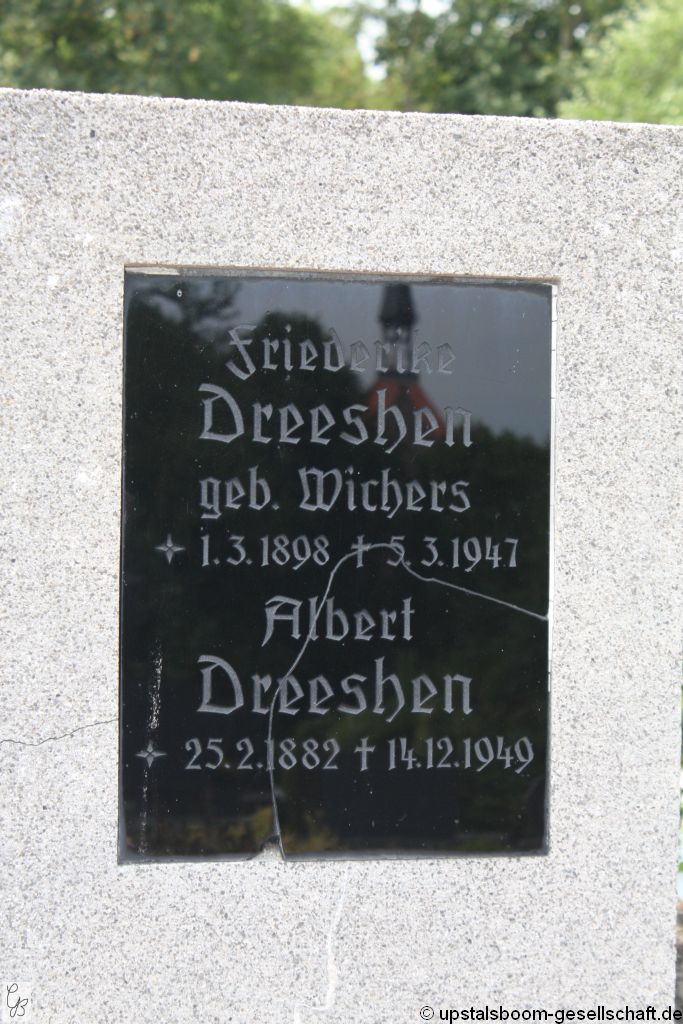 Friederike
Dreeshen
geb. Wichers
1.3.1898 † 5.3.1947
Albert
Dreeshen
25.2.1882 † 14.12.1949
GB
© upstalsboom-gesellschaft.de